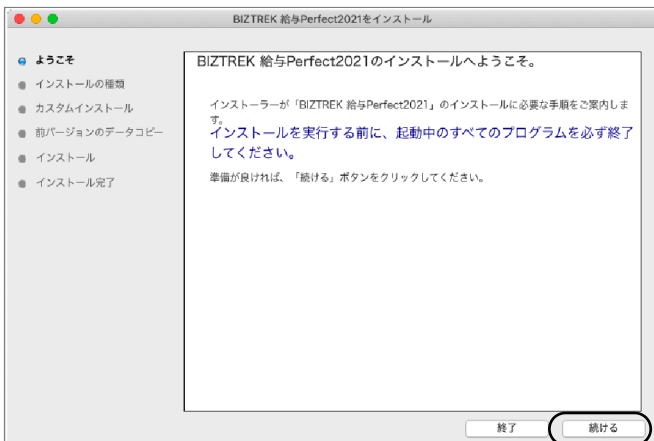 BIZTREK 給与Perfect2021をインストール
ようこそ
インストールの種類
カスタムインストール
前バージョンのデータコピー
インストール
インストール完了
BIZTREK 給与Perfect2021のインストールへようこそ。
インストーラーが「BIZTREK 給与Perfect2021」のインストールに必要な手順をご案内しま
す。
インストールを実行する前に、起動中のすべてのプログラムを必ず終了
してください。
準備が良ければ、「続ける」ボタンをクリックしてください。
終了
続ける